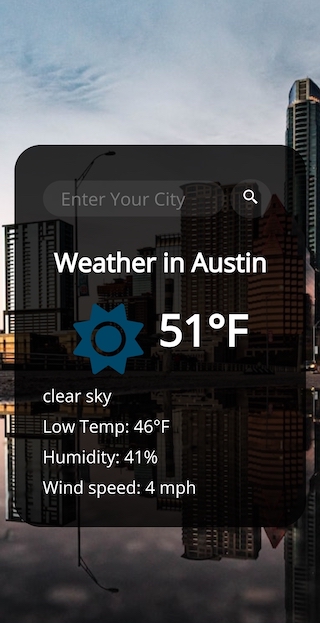 Enter Your City
Weather in Austin
51°F
clear sky
Low Temp: 46°F
Humidity: 41%
Wind speed: 4 mph